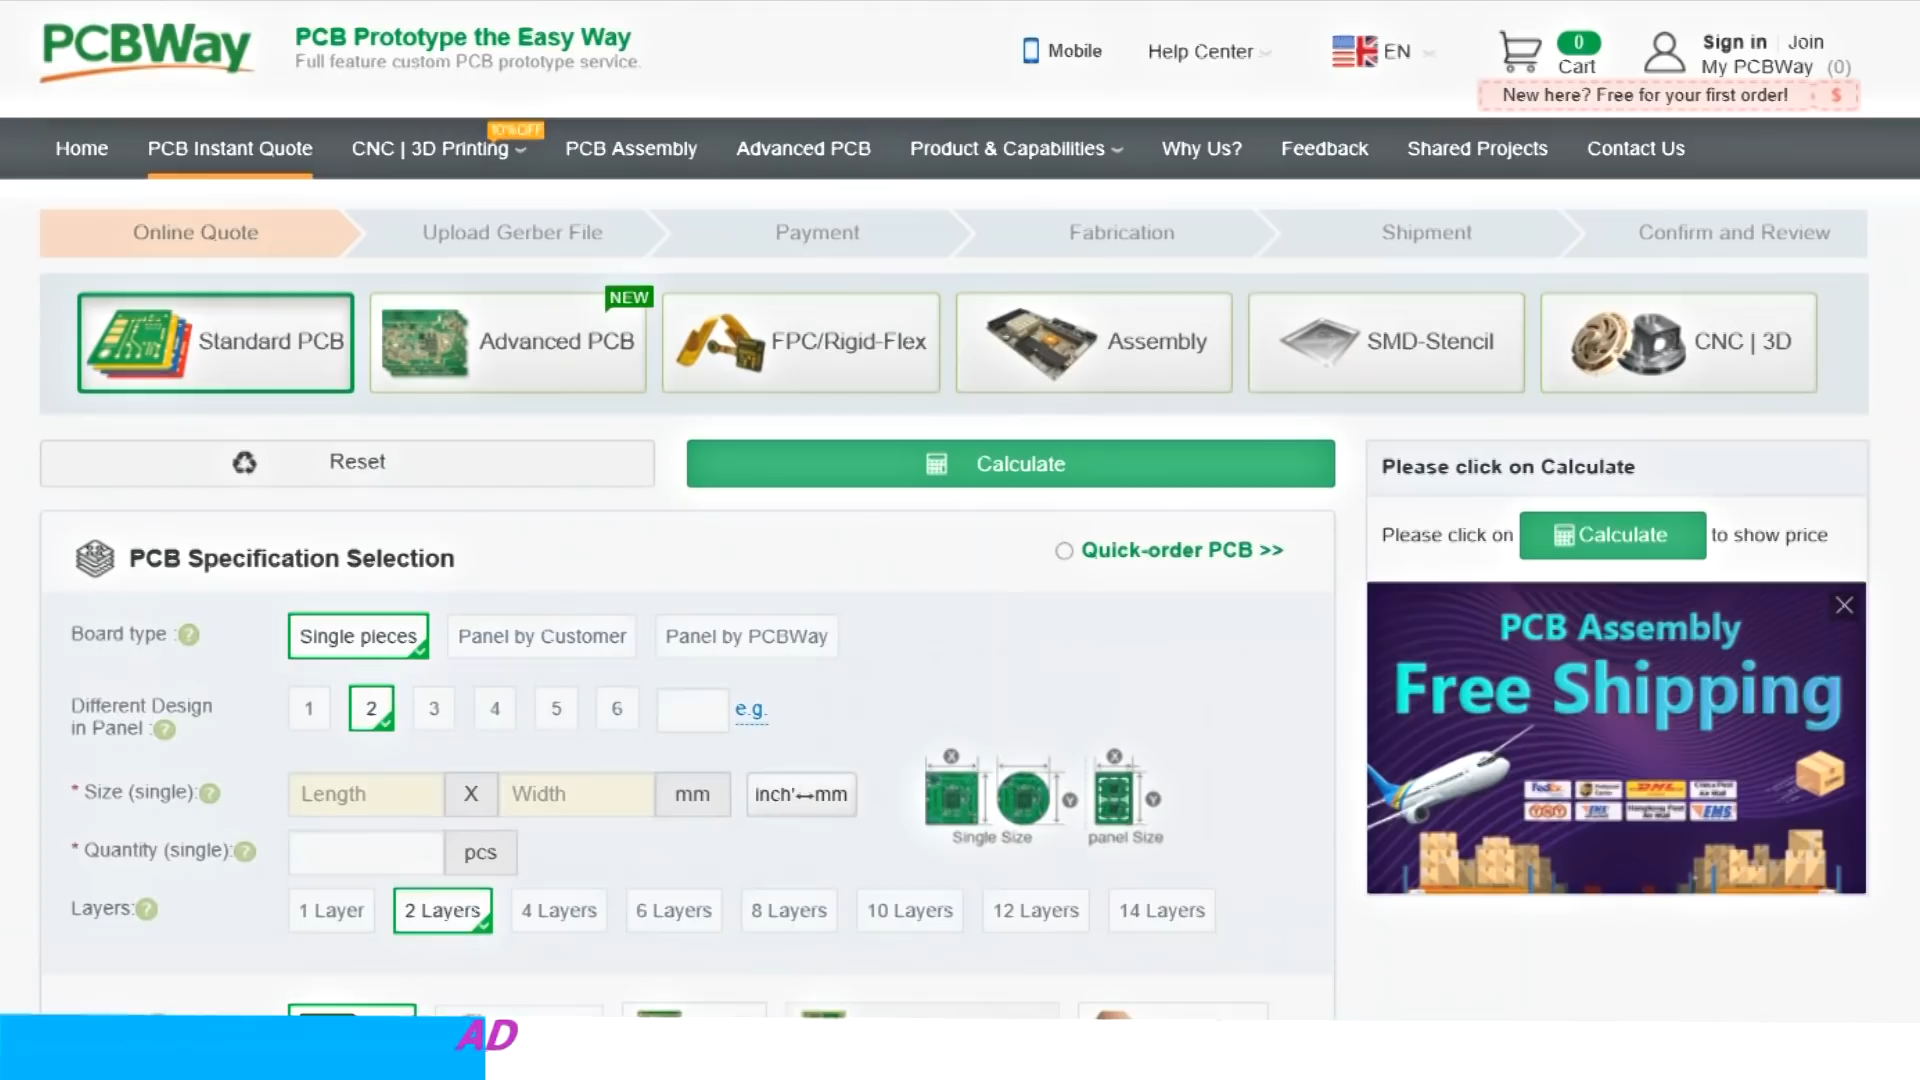 PCBWay
PCB Prototype the Easy Way
Full feature custom PCB prototype service.
Mobile
Help Center
EN
0
Cart
Sign in Join
My PCBWay (0)
New here? Free for your first order! $
10%OFF
Home PCB Instant Quote CNC | 3D Printing PCB Assembly Advanced PCB Product & Capabilities Why Us? Feedback Shared Projects Contact Us
Online Quote Upload Gerber File Payment Fabrication Shipment Confirm and Review
NEW
Standard PCB Advanced PCB FPC/Rigid-Flex Assembly SMD-Stencil CNC | 3D
Reset Calculate
Please click on Calculate
Please click on Calculate to show price
PCB Specification Selection
Quick-order PCB >>
Board type : ? Single pieces Panel by Customer Panel by PCBWay
Different Design
in Panel : ? 1 2 3 4 5 6 e.g.
* Size (single): ? Length X Width mm inch'↔mm
X Y X Y
Single Size panel Size
* Quantity (single): ? pcs
Layers: ? 1 Layer 2 Layers 4 Layers 6 Layers 8 Layers 10 Layers 12 Layers 14 Layers
PCB Assembly
Free Shipping
FedEx DHL
TNT EMS
AD